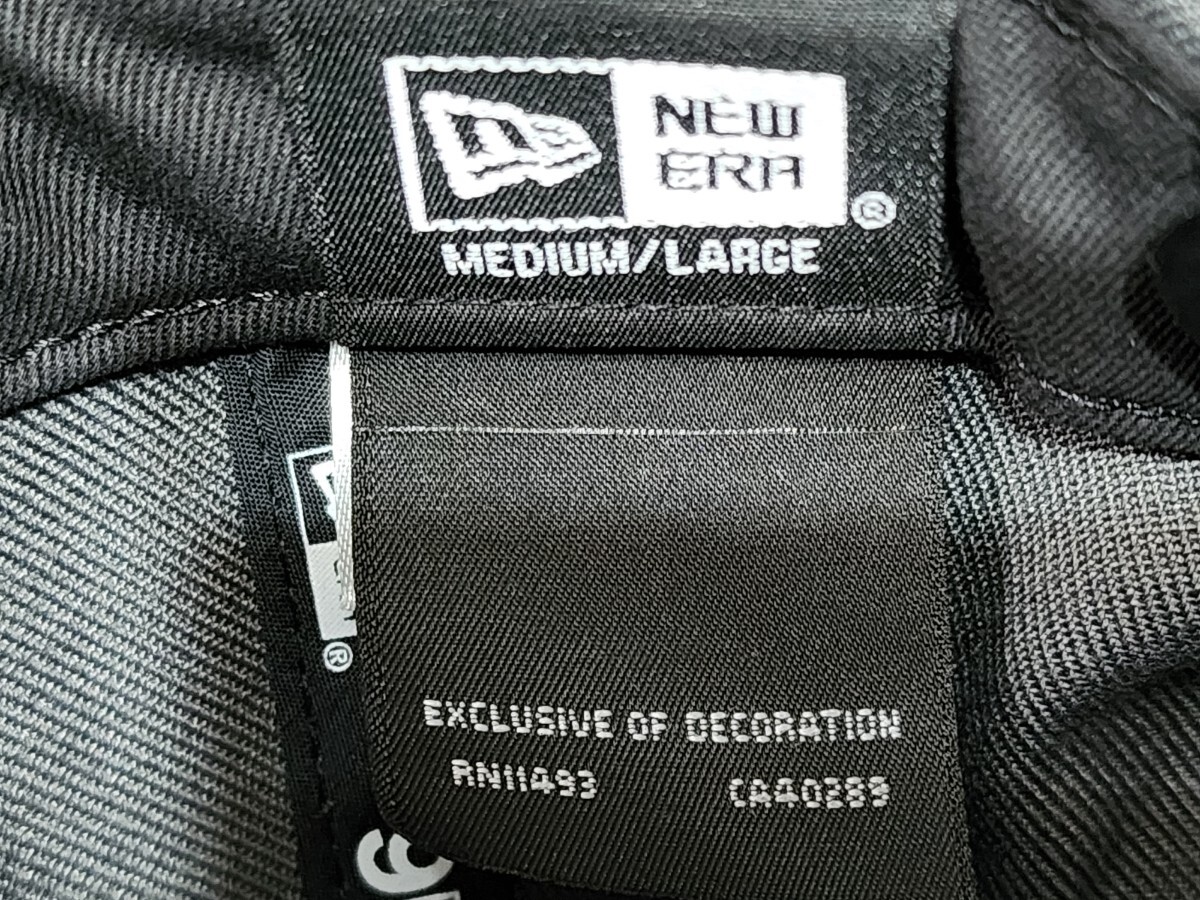 NEW
ERA
®
MEDIUM/LARGE
®
EXCLUSIVE OF DECORATION
RN11493 CA40289